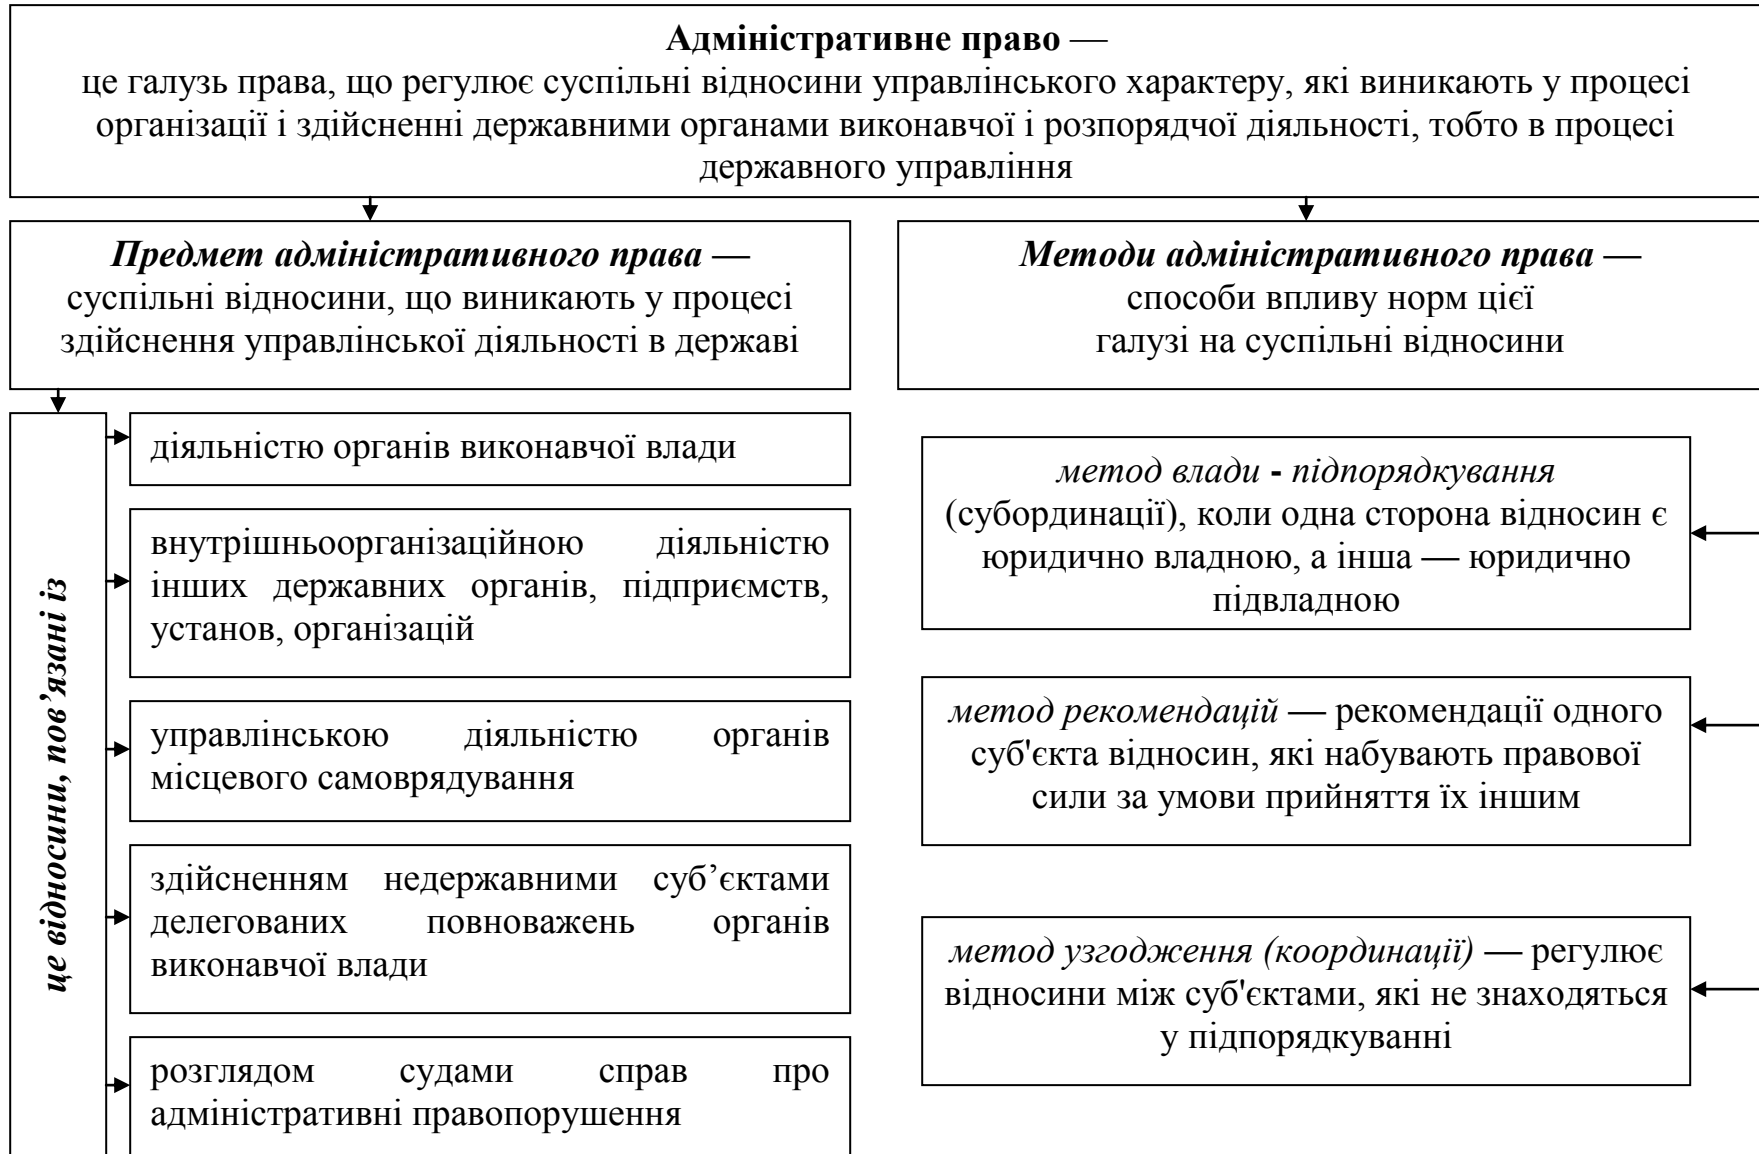 Адміністративне право —
це галузь права, що регулює суспільні відносини управлінського характеру, які виникають у процесі
організації і здійсненні державними органами виконавчої і розпорядчої діяльності, тобто в процесі
державного управління
Предмет адміністративного права —
суспільні відносини, що виникають у процесі
здійснення управлінської діяльності в державі
Методи адміністративного права —
способи впливу норм цієї
галузі на суспільні відносини
це відносини, пов’язані із
діяльністю органів виконавчої влади
внутрішньоорганізаційною діяльністю
інших державних органів, підприємств,
установ, організацій
управлінською діяльністю органів
місцевого самоврядування
здійсненням недержавними суб’єктами
делегованих повноважень органів
виконавчої влади
розглядом судами справ про
адміністративні правопорушення
метод влади - підпорядкування
(субординації), коли одна сторона відносин є
юридично владною, а інша — юридично
підвладною
метод рекомендацій — рекомендації одного
суб'єкта відносин, які набувають правової
сили за умови прийняття їх іншим
метод узгодження (координації) — регулює
відносини між суб'єктами, які не знаходяться
у підпорядкуванні